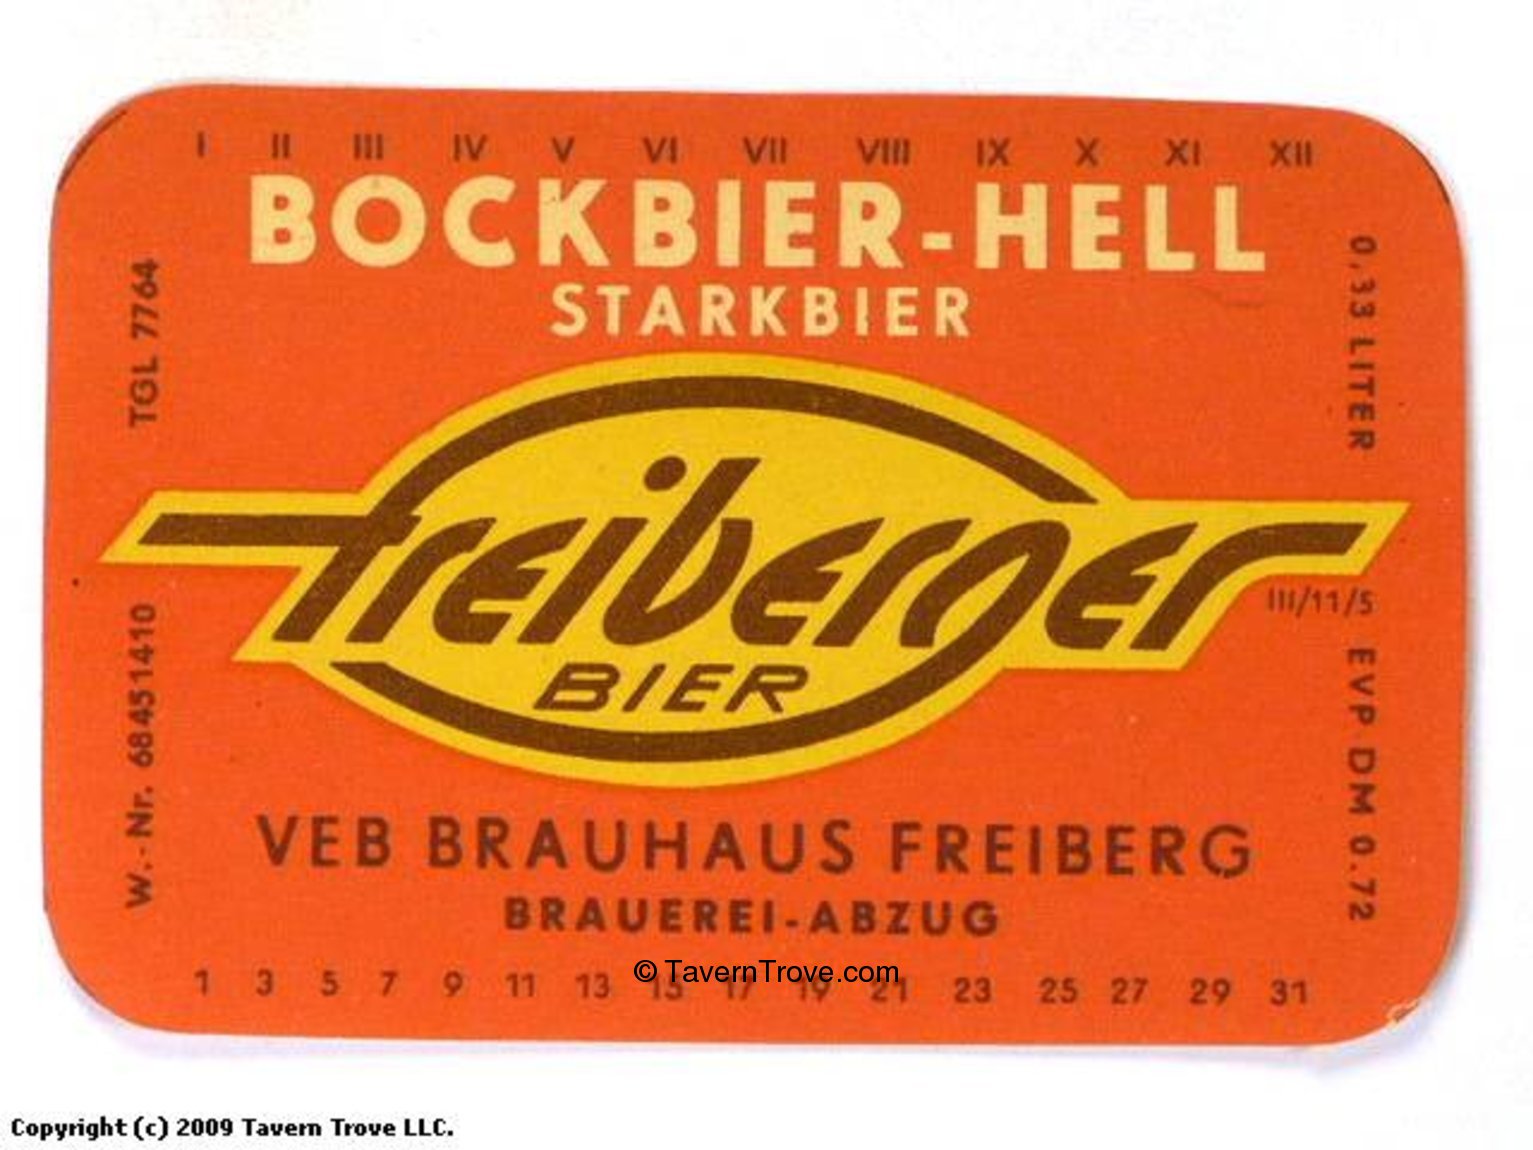 I II III IV V VI VII VIII IX X XI XII
BOCKBIER-HELL
STARKBIER
TGL 7764
0,33 LITER
freiberger
BIER
III/11/5
W.-Nr. 68451410
EVP DM 0.72
VEB BRAUHAUS FREIBERG
BRAUEREI-ABZUG
1 3 5 7 9 11 13 15 17 19 21 23 25 27 29 31
© TavernTrove.com
Copyright (c) 2009 Tavern Trove LLC.